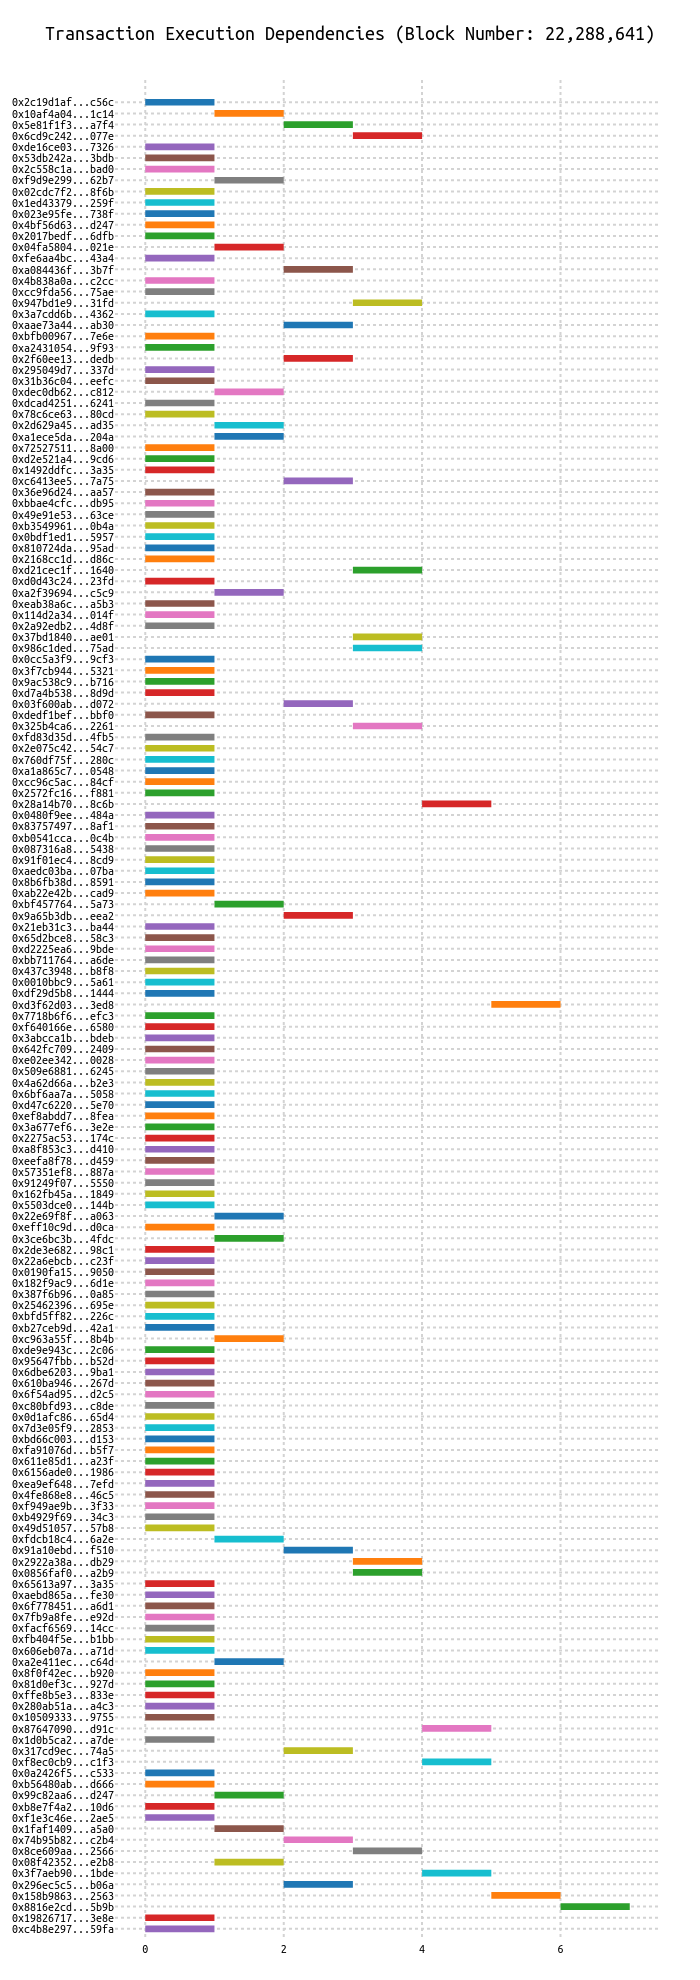 Transaction Execution Dependencies (Block Number: 22,288,641)
0x2c19d1af...c56c
0x10af4a04...1c14
0x5e81f1f3...a7f4
0x6cd9c242...077e
0xde16ce03...7326
0x53db242a...3bdb
0x2c558c1a...bad0
0xf9d9e299...62b7
0x02cdc7f2...8f6b
0x1ed43379...259f
0x023e95fe...738f
0x4bf56d63...d247
0x2017bedf...6dfb
0x04fa5804...021e
0xfe6aa4bc...43a4
0xa084436f...3b7f
0x4b838a0a...c2cc
0xcc9fda56...75ae
0x947bd1e9...31fd
0x3a7cdd6b...4362
0xaae73a44...ab30
0xbfb00967...7e6e
0xa2431054...9f93
0x2f60ee13...dedb
0x295049d7...337d
0x31b36c04...eefc
0xdec0db62...c812
0xdcad4251...6241
0x78c6ce63...80cd
0x2d629a45...ad35
0xa1ece5da...204a
0x72527511...8a00
0xd2e521a4...9cd6
0x1492ddfc...3a35
0xc6413ee5...7a75
0x36e96d24...aa57
0xbbae4cfc...db95
0x49e91e53...63ce
0xb3549961...0b4a
0x0bdf1ed1...5957
0x810724da...95ad
0x2168cc1d...d86c
0xd21cec1f...1640
0xd0d43c24...23fd
0xa2f39694...c5c9
0xeab38a6c...a5b3
0x114d2a34...014f
0x2a92edb2...4d8f
0x37bd1840...ae01
0x986c1ded...75ad
0x0cc5a3f9...9cf3
0x3f7cb944...5321
0x9ac538c9...b716
0xd7a4b538...8d9d
0x03f600ab...d072
0xdedf1bef...bbf0
0x325b4ca6...2261
0xfd83d35d...4fb5
0x2e075c42...54c7
0x760df75f...280c
0xa1a865c7...0548
0xcc96c5ac...84cf
0x2572fc16...f881
0x28a14b70...8c6b
0x0480f9ee...484a
0x83757497...8af1
0xb0541cca...0c4b
0x087316a8...5438
0x91f01ec4...8cd9
0xaedc03ba...07ba
0x8b6fb38d...8591
0xab22e42b...cad9
0xbf457764...5a73
0x9a65b3db...eea2
0x21eb31c3...ba44
0x65d2bce8...58c3
0xd2225ea6...9bde
0xbb711764...a6de
0x437c3948...b8f8
0x0010bbc9...5a61
0xdf29d5b8...1444
0xd3f62d03...3ed8
0x7718b6f6...efc3
0xf640166e...6580
0x3abcca1b...bdeb
0x642fc709...2409
0xe02ee342...0028
0x509e6881...6245
0x4a62d66a...b2e3
0x6bf6aa7a...5058
0xd47c6220...5e70
0xef8abdd7...8fea
0x3a677ef6...3e2e
0x2275ac53...174c
0xa8f853c3...d410
0xeefa8f78...d459
0x57351ef8...887a
0x91249f07...5550
0x162fb45a...1849
0x5503dce0...144b
0x22e69f8f...a063
0xeff10c9d...d0ca
0x3ce6bc3b...4fdc
0x2de3e682...98c1
0x22a6ebcb...c23f
0x0190fa15...9050
0x182f9ac9...6d1e
0x387f6b96...0a85
0x25462396...695e
0xbfd5ff82...226c
0xb27ceb9d...42a1
0xc963a55f...8b4b
0xde9e943c...2c06
0x95647fbb...b52d
0x6dbe6203...9ba1
0x610ba946...267d
0x6f54ad95...d2c5
0xc80bfd93...c8de
0x0d1afc86...65d4
0x7d3e05f9...2853
0xbd66c003...d153
0xfa91076d...b5f7
0x611e85d1...a23f
0x6156ade0...1986
0xea9ef648...7efd
0x4fe868e8...46c5
0xf949ae9b...3f33
0xb4929f69...34c3
0x49d51057...57b8
0xfdcb18c4...6a2e
0x91a10ebd...f510
0x2922a38a...db29
0x0856faf0...a2b9
0x65613a97...3a35
0xaebd865a...fe30
0x6f778451...a6d1
0x7fb9a8fe...e92d
0xfacf6569...14cc
0xfb404f5e...b1bb
0x606eb07a...a71d
0xa2e411ec...c64d
0x8f0f42ec...b920
0x81d0ef3c...927d
0xffe8b5e3...833e
0x280ab51a...a4c3
0x10509333...9755
0x87647090...d91c
0x1d0b5ca2...a7de
0x317cd9ec...74a5
0xf8ec0cb9...c1f3
0x0a2426f5...c533
0xb56480ab...d666
0x99c82aa6...d247
0xb8e7f4a2...10d6
0xf1e3c46e...2ae5
0x1faf1409...a5a0
0x74b95b82...c2b4
0x8ce609aa...2566
0x08f42352...e2b8
0x3f7aeb90...1bde
0x296ec5c5...b06a
0x158b9863...2563
0x8816e2cd...5b9b
0x19826717...3e8e
0xc4b8e297...59fa
0 2 4 6